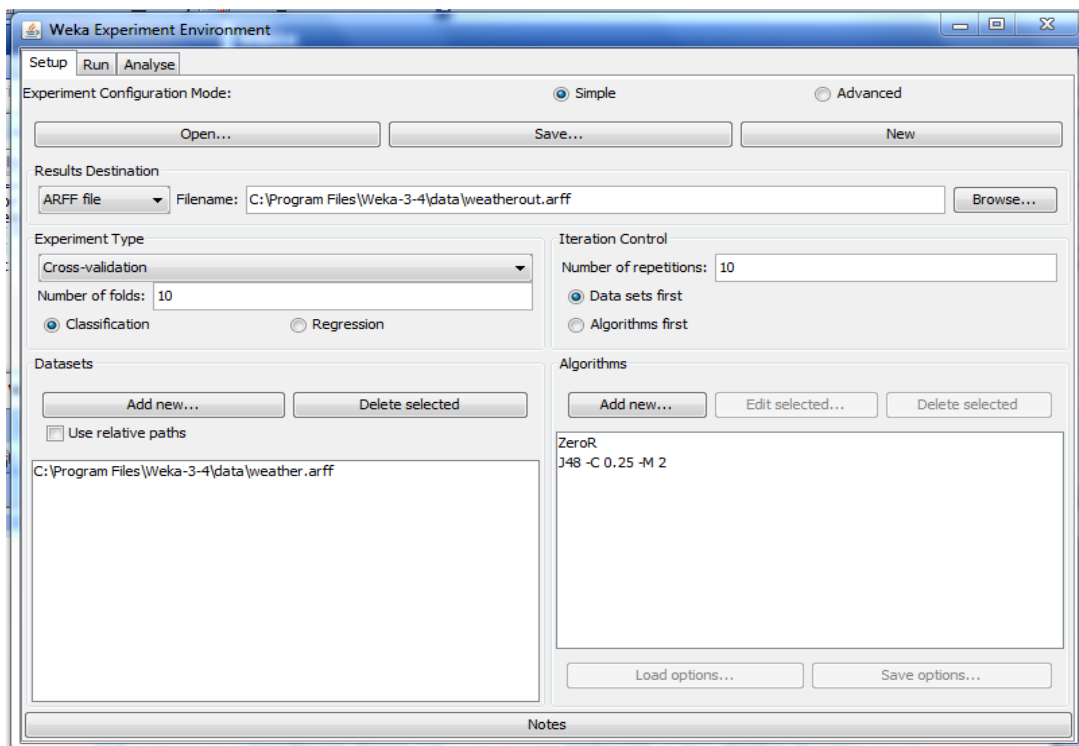 Weka Experiment Environment
Setup Run Analyse
Experiment Configuration Mode: Simple Advanced
Open... Save... New
Results Destination
ARFF file Filename: C:\Program Files\Weka-3-4\data\weatherout.arff Browse...
Experiment Type Iteration Control
Cross-validation Number of repetitions: 10
Number of folds: 10 Data sets first
Classification Regression Algorithms first
Datasets Algorithms
Add new... Delete selected Add new... Edit selected... Delete selected
Use relative paths
ZeroR
C:\Program Files\Weka-3-4\data\weather.arff J48 -C 0.25 -M 2
Load options... Save options...
Notes